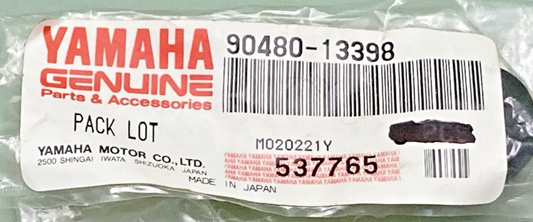 YAMAHA
GENUINE
Parts & Accessories
PACK LOT
YAMAHA MOTOR CO., LTD.
2500 SHINGAI IWATA SHIZUOKA JAPAN
MADE IN JAPAN
90480-13398
M020221Y
537765